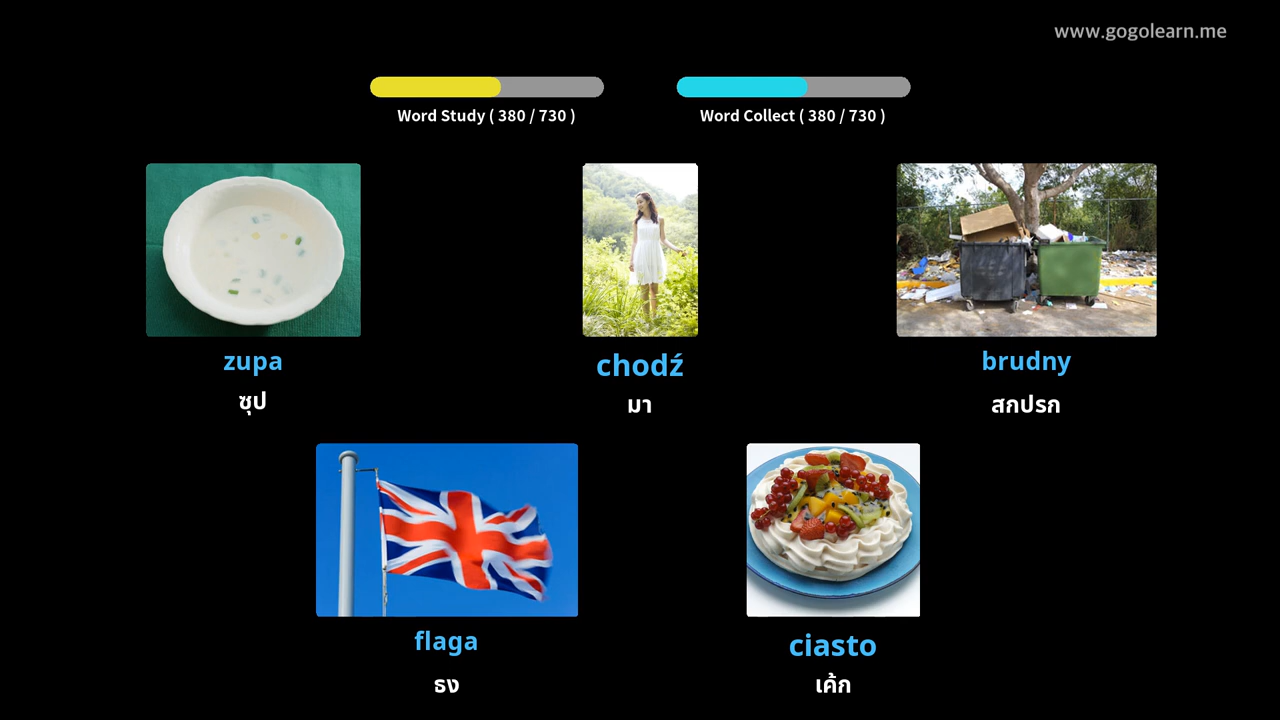 www.gogolearn.me
Word Study ( 380 / 730 )
Word Collect ( 380 / 730 )
zupa
ซุป
chodź
มา
brudny
สกปรก
flaga
ธง
ciasto
เค้ก